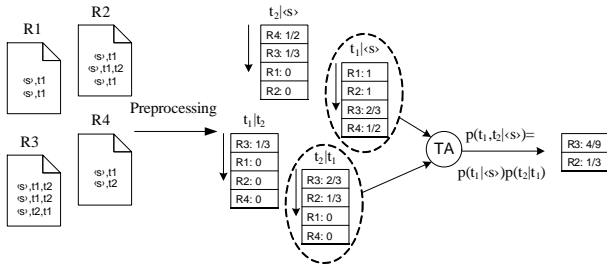 R1
‹s›,t1
‹s›,t1
R2
‹s›,t1
‹s›,t1,t2
‹s›,t1
R3
‹s›,t1,t2
‹s›,t1,t2
‹s›,t2,t1
R4
‹s›,t1
‹s›,t2
Preprocessing
t₂|‹s›
R4: 1/2
R3: 1/3
R1: 0
R2: 0
t₁|‹s›
R1: 1
R2: 1
R3: 2/3
R4: 1/2
t₁|t₂
R3: 1/3
R1: 0
R2: 0
R4: 0
t₂|t₁
R3: 2/3
R2: 1/3
R1: 0
R4: 0
TA
p(t₁,t₂|‹s›)=
p(t₁|‹s›)p(t₂|t₁)
R3: 4/9
R2: 1/3